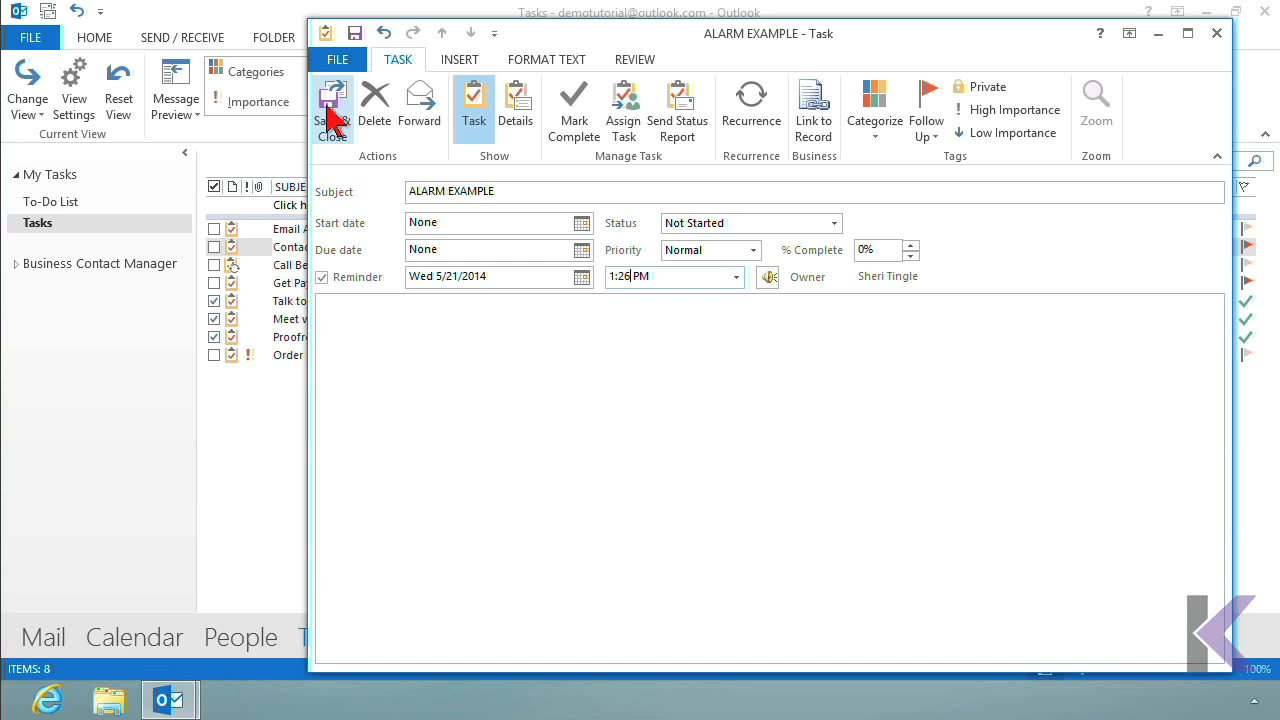 Tasks - demotutorial@outlook.com - Outlook
FILE HOME SEND / RECEIVE FOLDER
Change View
View Settings
Reset View
Message Preview
Categories
Importance
Current View
My Tasks
To-Do List
Tasks
Business Contact Manager
SUBJE
Click h
Email A
Conta
Call Be
Get Pa
Talk to
Meet v
Proofr
Order
ALARM EXAMPLE - Task
FILE TASK INSERT FORMAT TEXT REVIEW
Save & Close
Delete
Forward
Task
Details
Mark Complete
Assign Task
Send Status Report
Recurrence
Link to Record
Categorize
Follow Up
Private
High Importance
Low Importance
Zoom
Actions Show Manage Task Recurrence Business Tags Zoom
Subject ALARM EXAMPLE
Start date None Status Not Started
Due date None Priority Normal % Complete 0%
Reminder Wed 5/21/2014 1:26 PM Owner Sheri Tingle
Mail Calendar People T
ITEMS: 8
100%